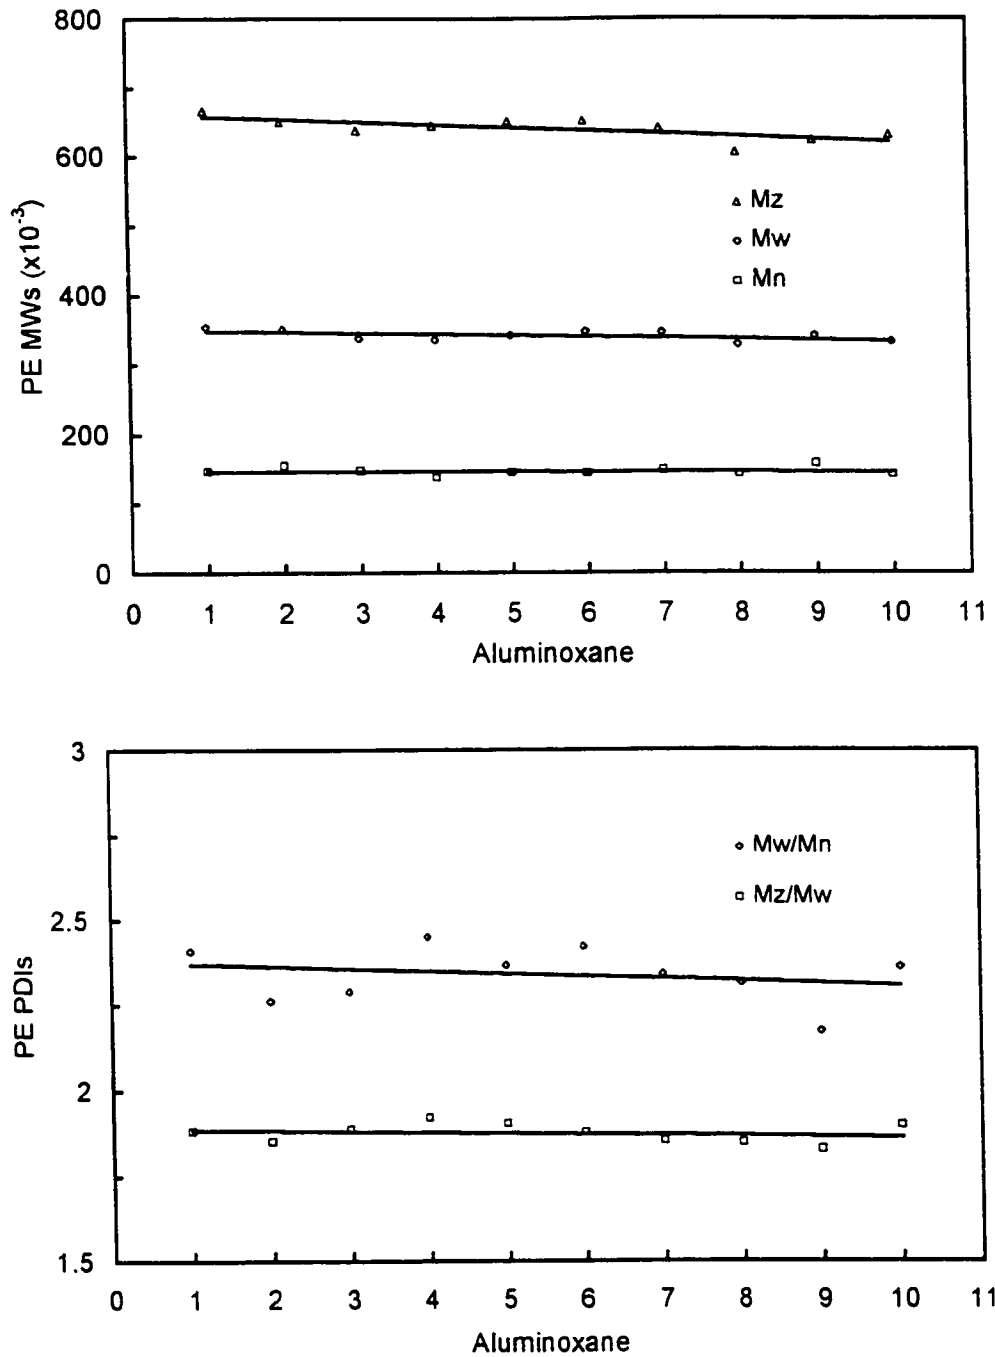 800
600
400
200
0
PE MWs (x10⁻³)
Mz
Mw
Mn
0 1 2 3 4 5 6 7 8 9 10 11
Aluminoxane
3
2.5
2
1.5
PE PDIs
Mw/Mn
Mz/Mw
0 1 2 3 4 5 6 7 8 9 10 11
Aluminoxane